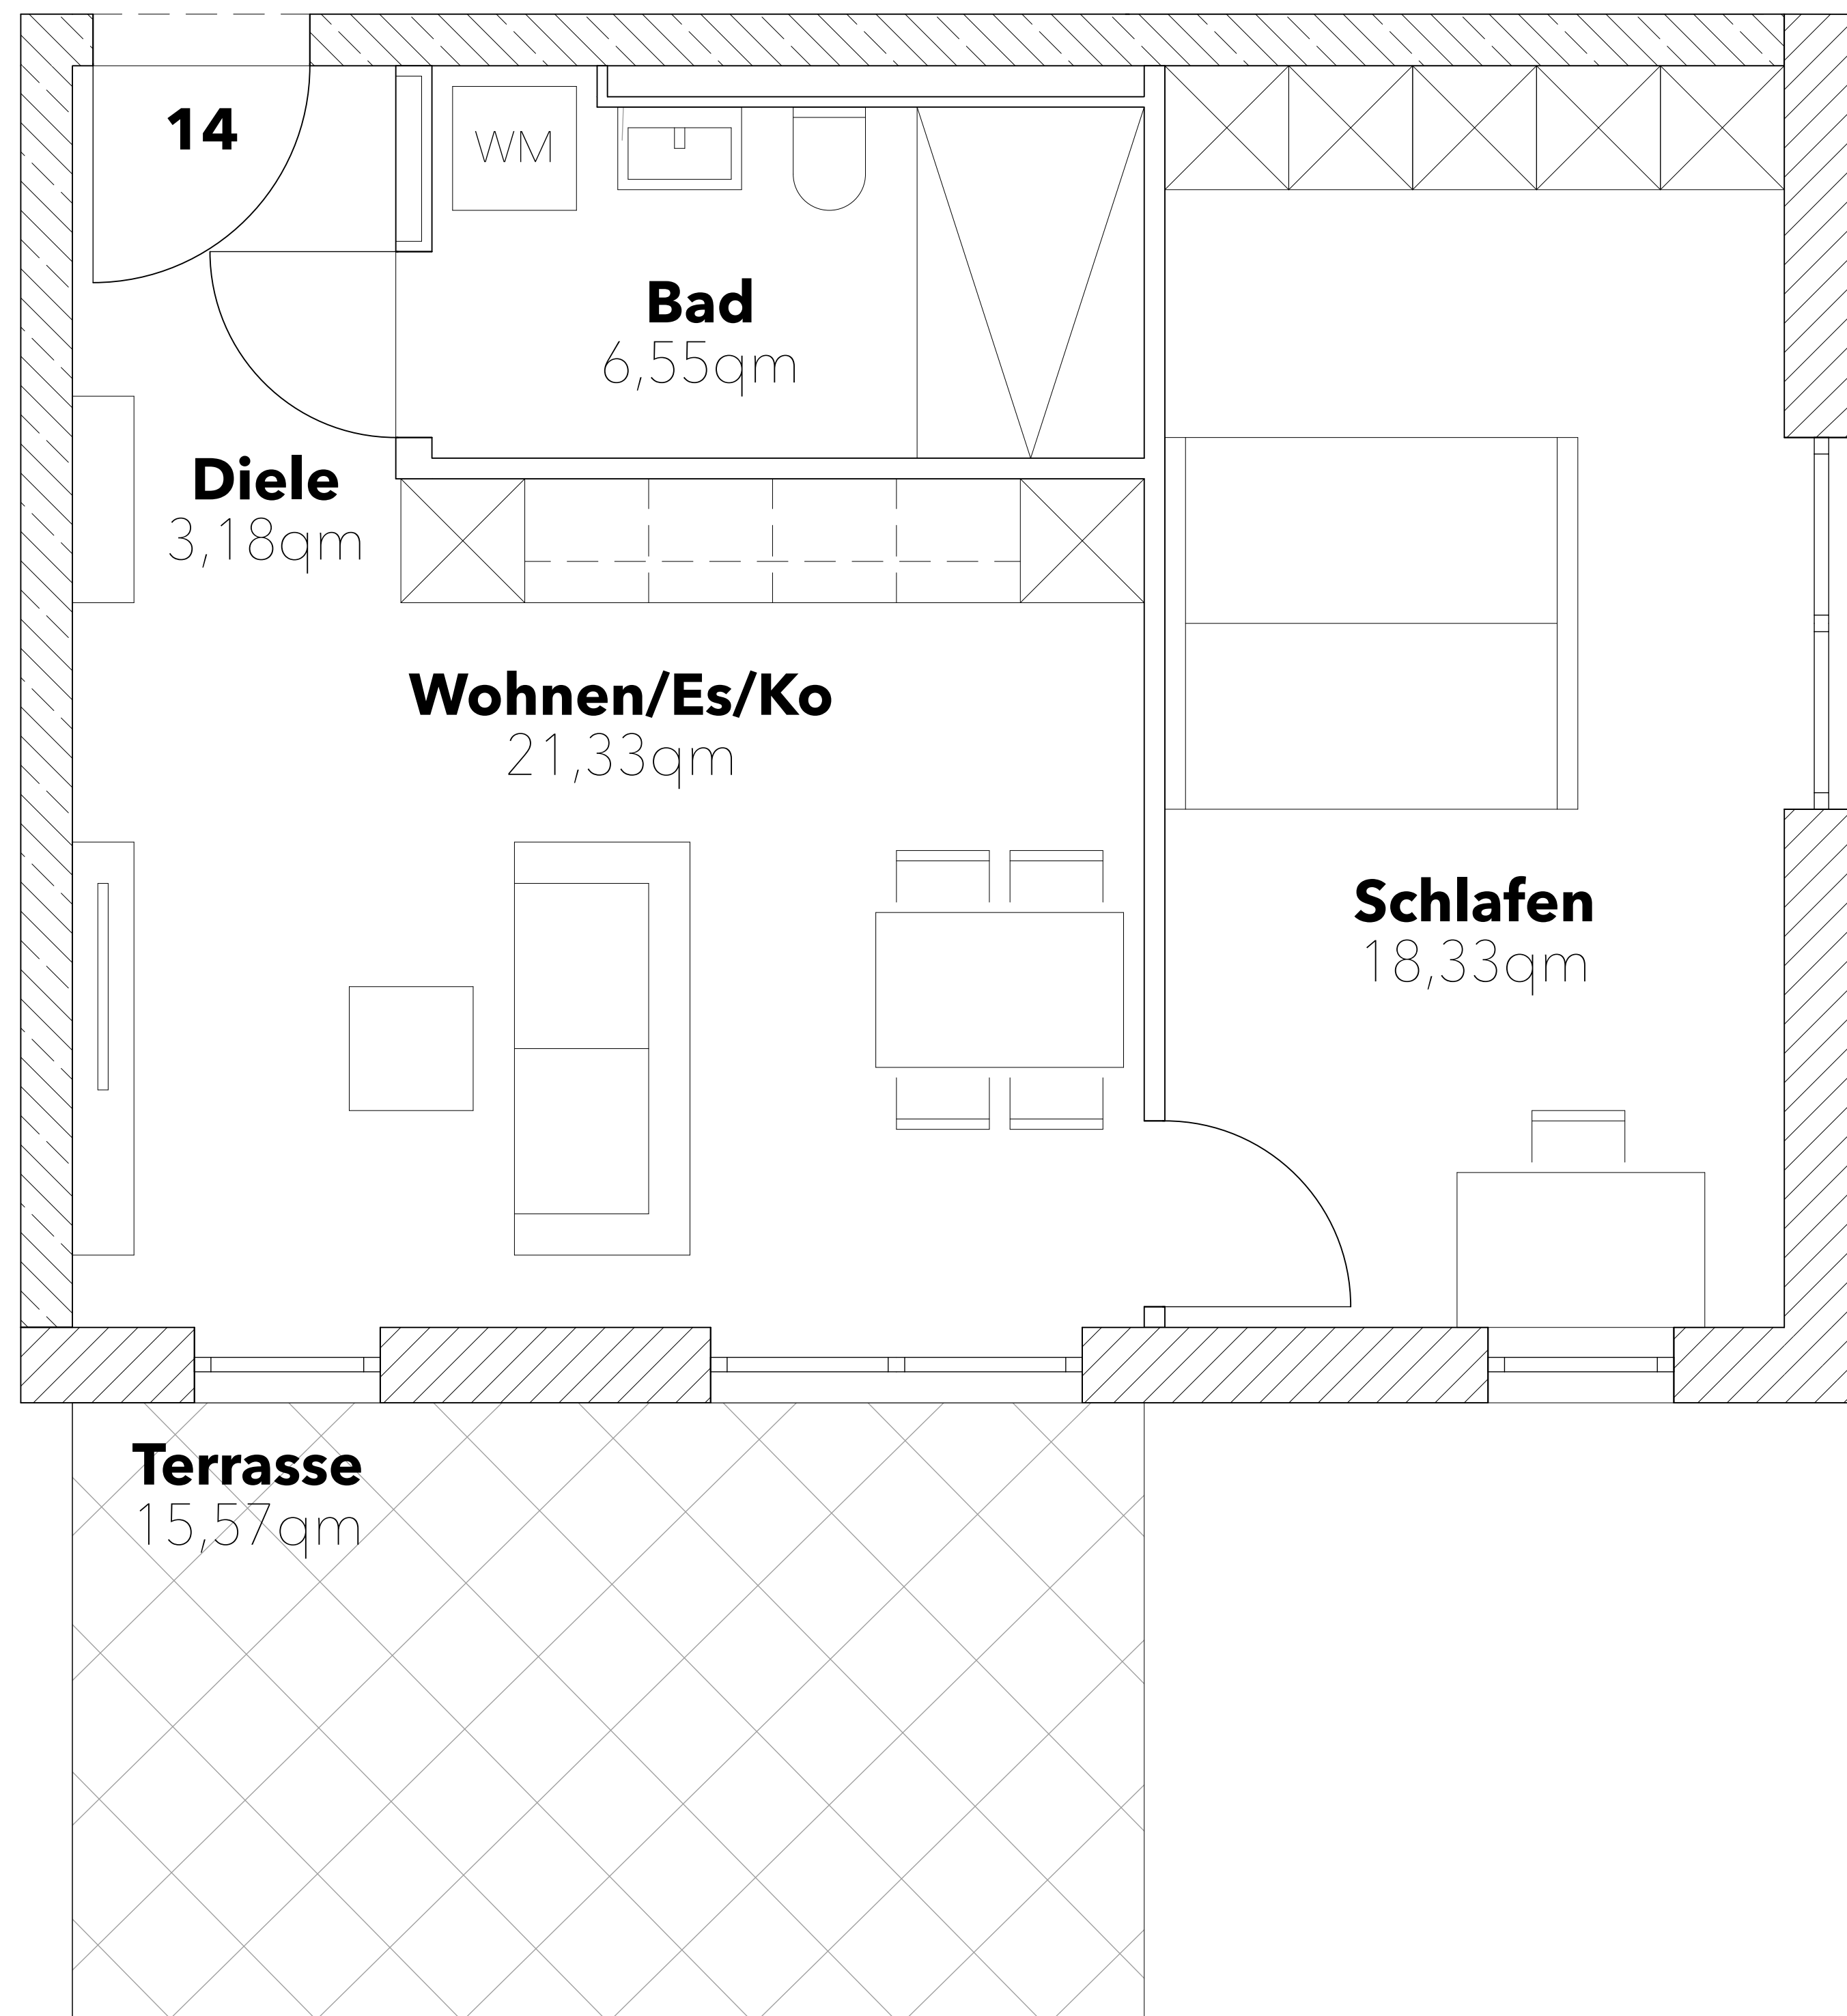 14
WM
Bad
6,55qm
Diele
3,18qm
Wohnen/Es/Ko
21,33qm
Schlafen
18,33qm
Terrasse
15,57qm